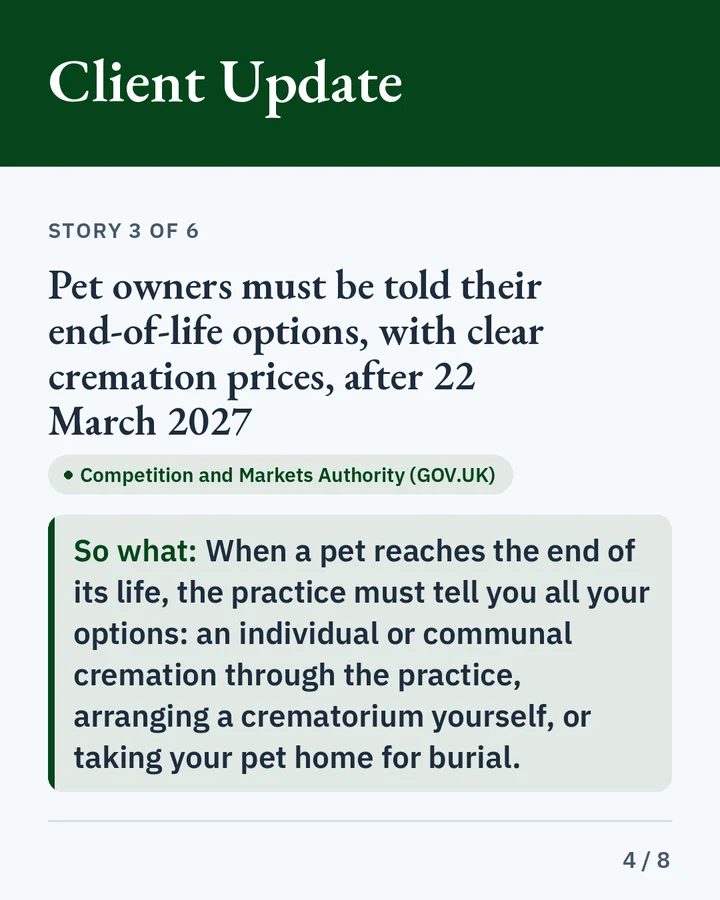 Client Update
STORY 3 OF 6
Pet owners must be told their
end-of-life options, with clear
cremation prices, after 22
March 2027
• Competition and Markets Authority (GOV.UK)
So what: When a pet reaches the end of
its life, the practice must tell you all your
options: an individual or communal
cremation through the practice,
arranging a crematorium yourself, or
taking your pet home for burial.
4 / 8